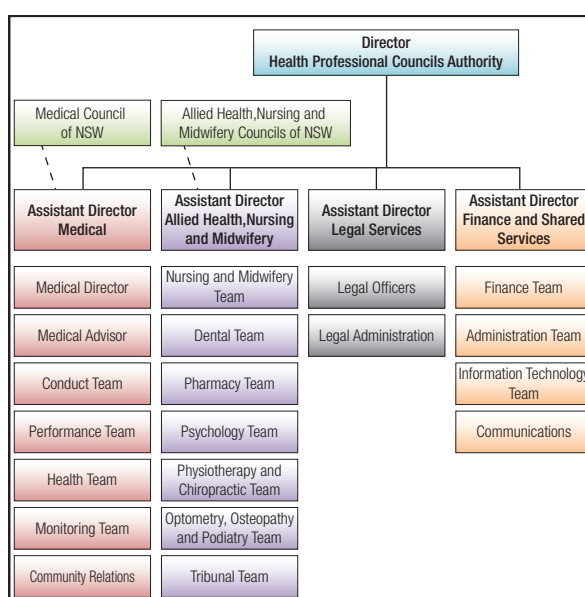 Director
Health Professional Councils Authority
Medical Council
of NSW
Allied Health,Nursing and
Midwifery Councils of NSW
Assistant Director
Medical
Assistant Director
Allied Health,Nursing
and Midwifery
Assistant Director
Legal Services
Assistant Director
Finance and Shared
Services
Medical Director
Nursing and Midwifery
Team
Legal Officers
Finance Team
Medical Advisor
Dental Team
Legal Administration
Administration Team
Conduct Team
Pharmacy Team
Information Technology
Team
Performance Team
Psychology Team
Communications
Health Team
Physiotherapy and
Chiropractic Team
Monitoring Team
Optometry, Osteopathy
and Podiatry Team
Community Relations
Tribunal Team